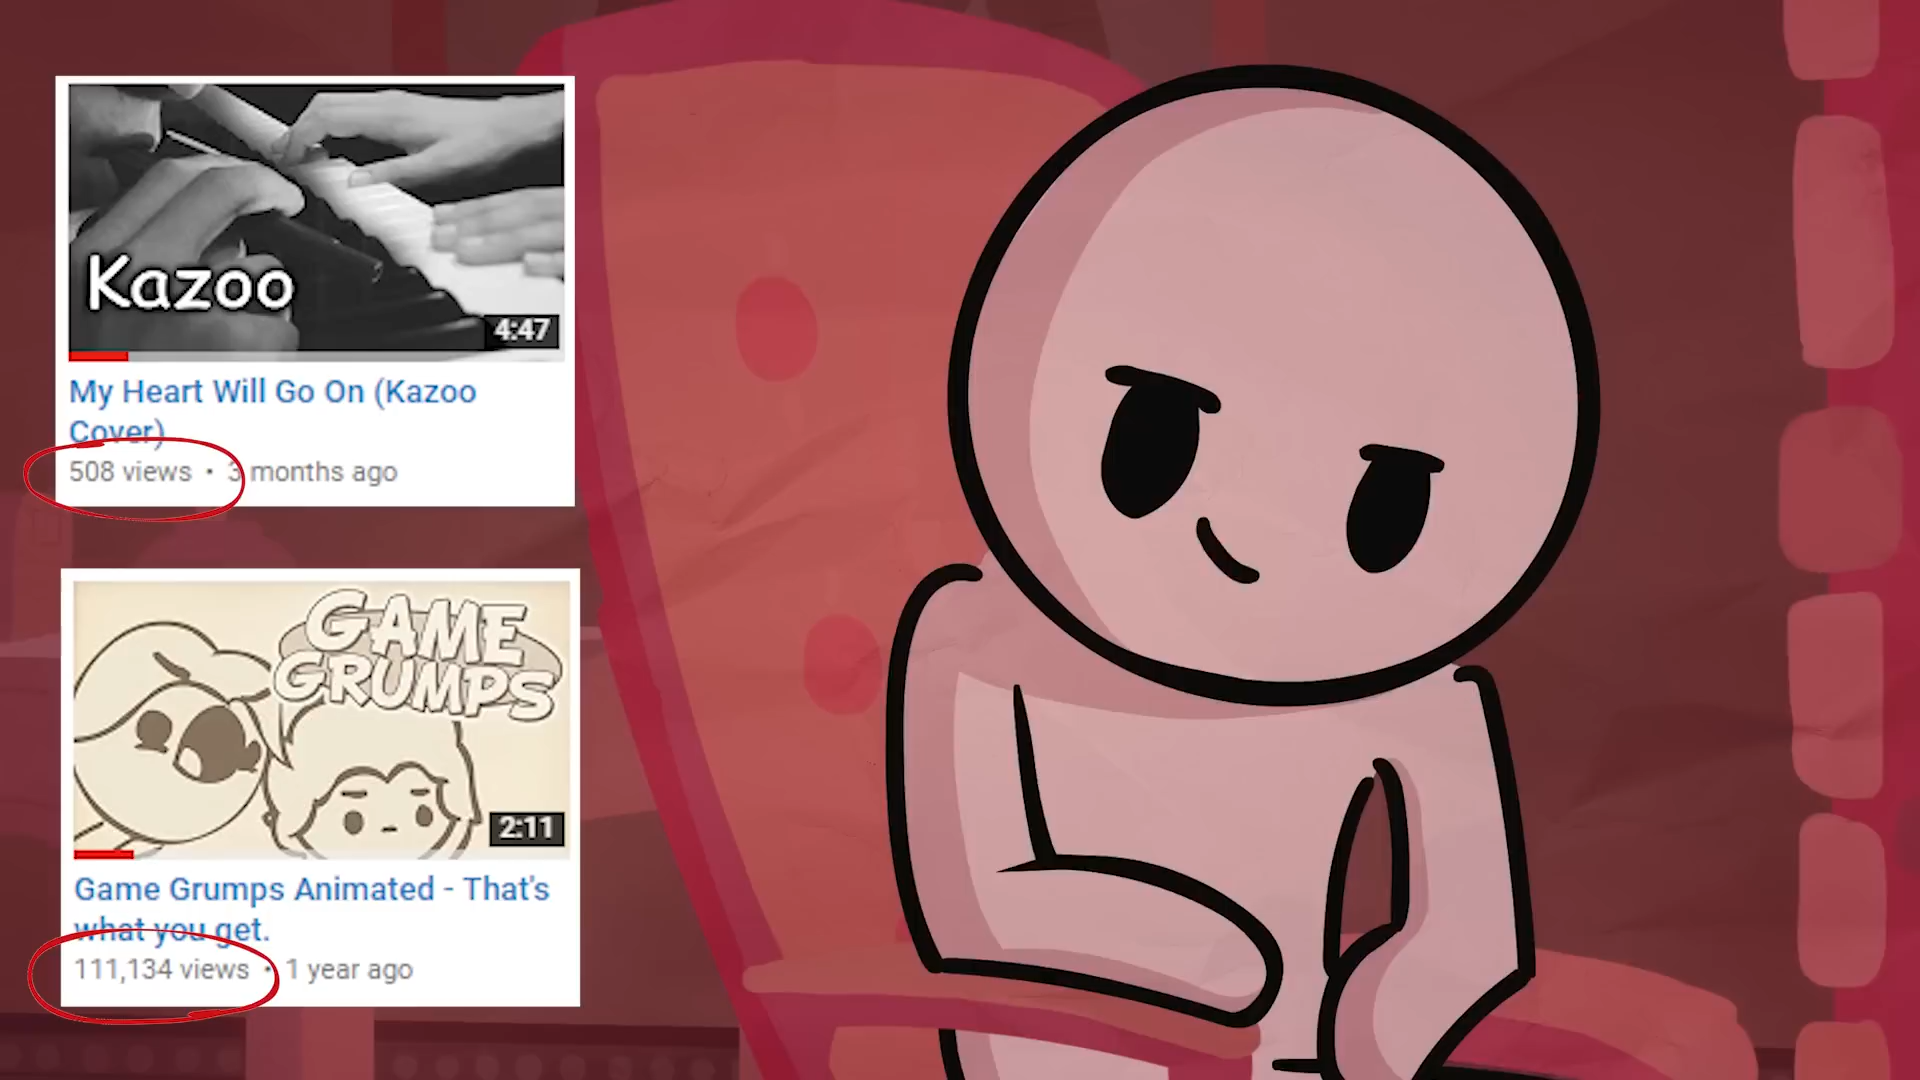 Kazoo
4:47
My Heart Will Go On (Kazoo
Cover)
508 views • 3 months ago
GAME
GRUMPS
2:11
Game Grumps Animated - That's
what you get.
111,134 views • 1 year ago